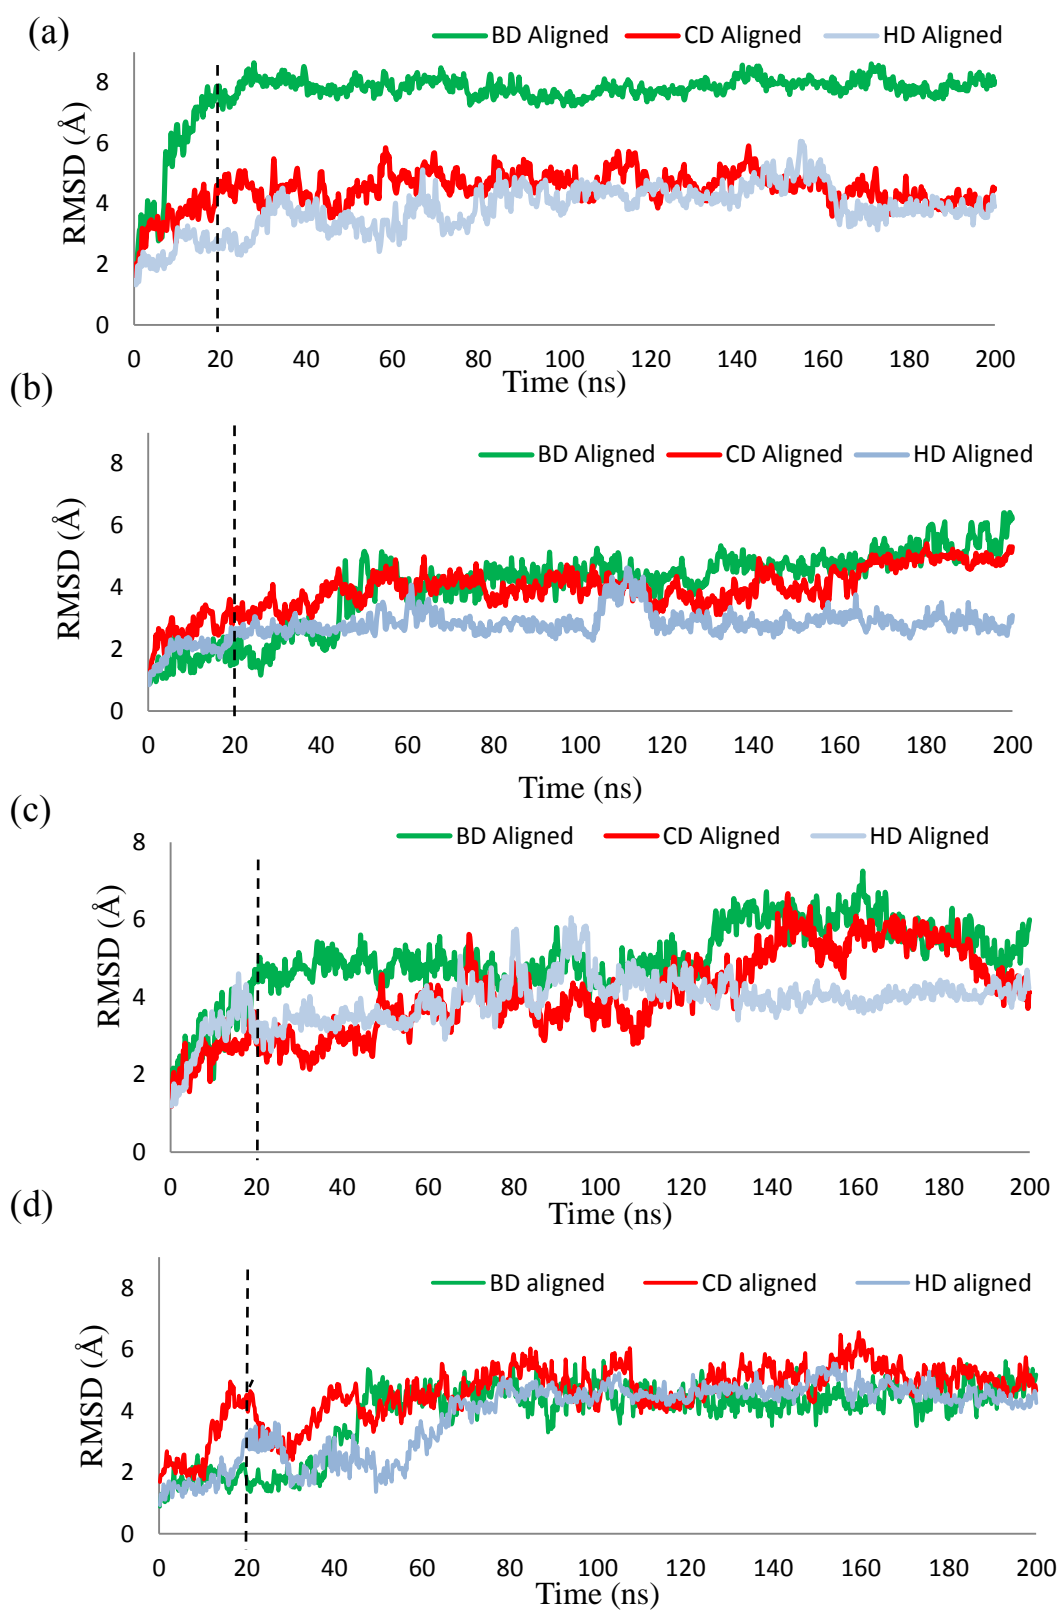 (a)
BD Aligned CD Aligned HD Aligned
RMSD (Å)
8
6
4
2
0
0 20 40 60 80 100 120 140 160 180 200
Time (ns)
(b)
BD Aligned CD Aligned HD Aligned
RMSD (Å)
8
6
4
2
0
0 20 40 60 80 100 120 140 160 180 200
Time (ns)
(c)
BD Aligned CD Aligned HD Aligned
RMSD (Å)
8
6
4
2
0
0 20 40 60 80 100 120 140 160 180 200
Time (ns)
(d)
BD aligned CD aligned HD aligned
RMSD (Å)
8
6
4
2
0
0 20 40 60 80 100 120 140 160 180 200
Time (ns)